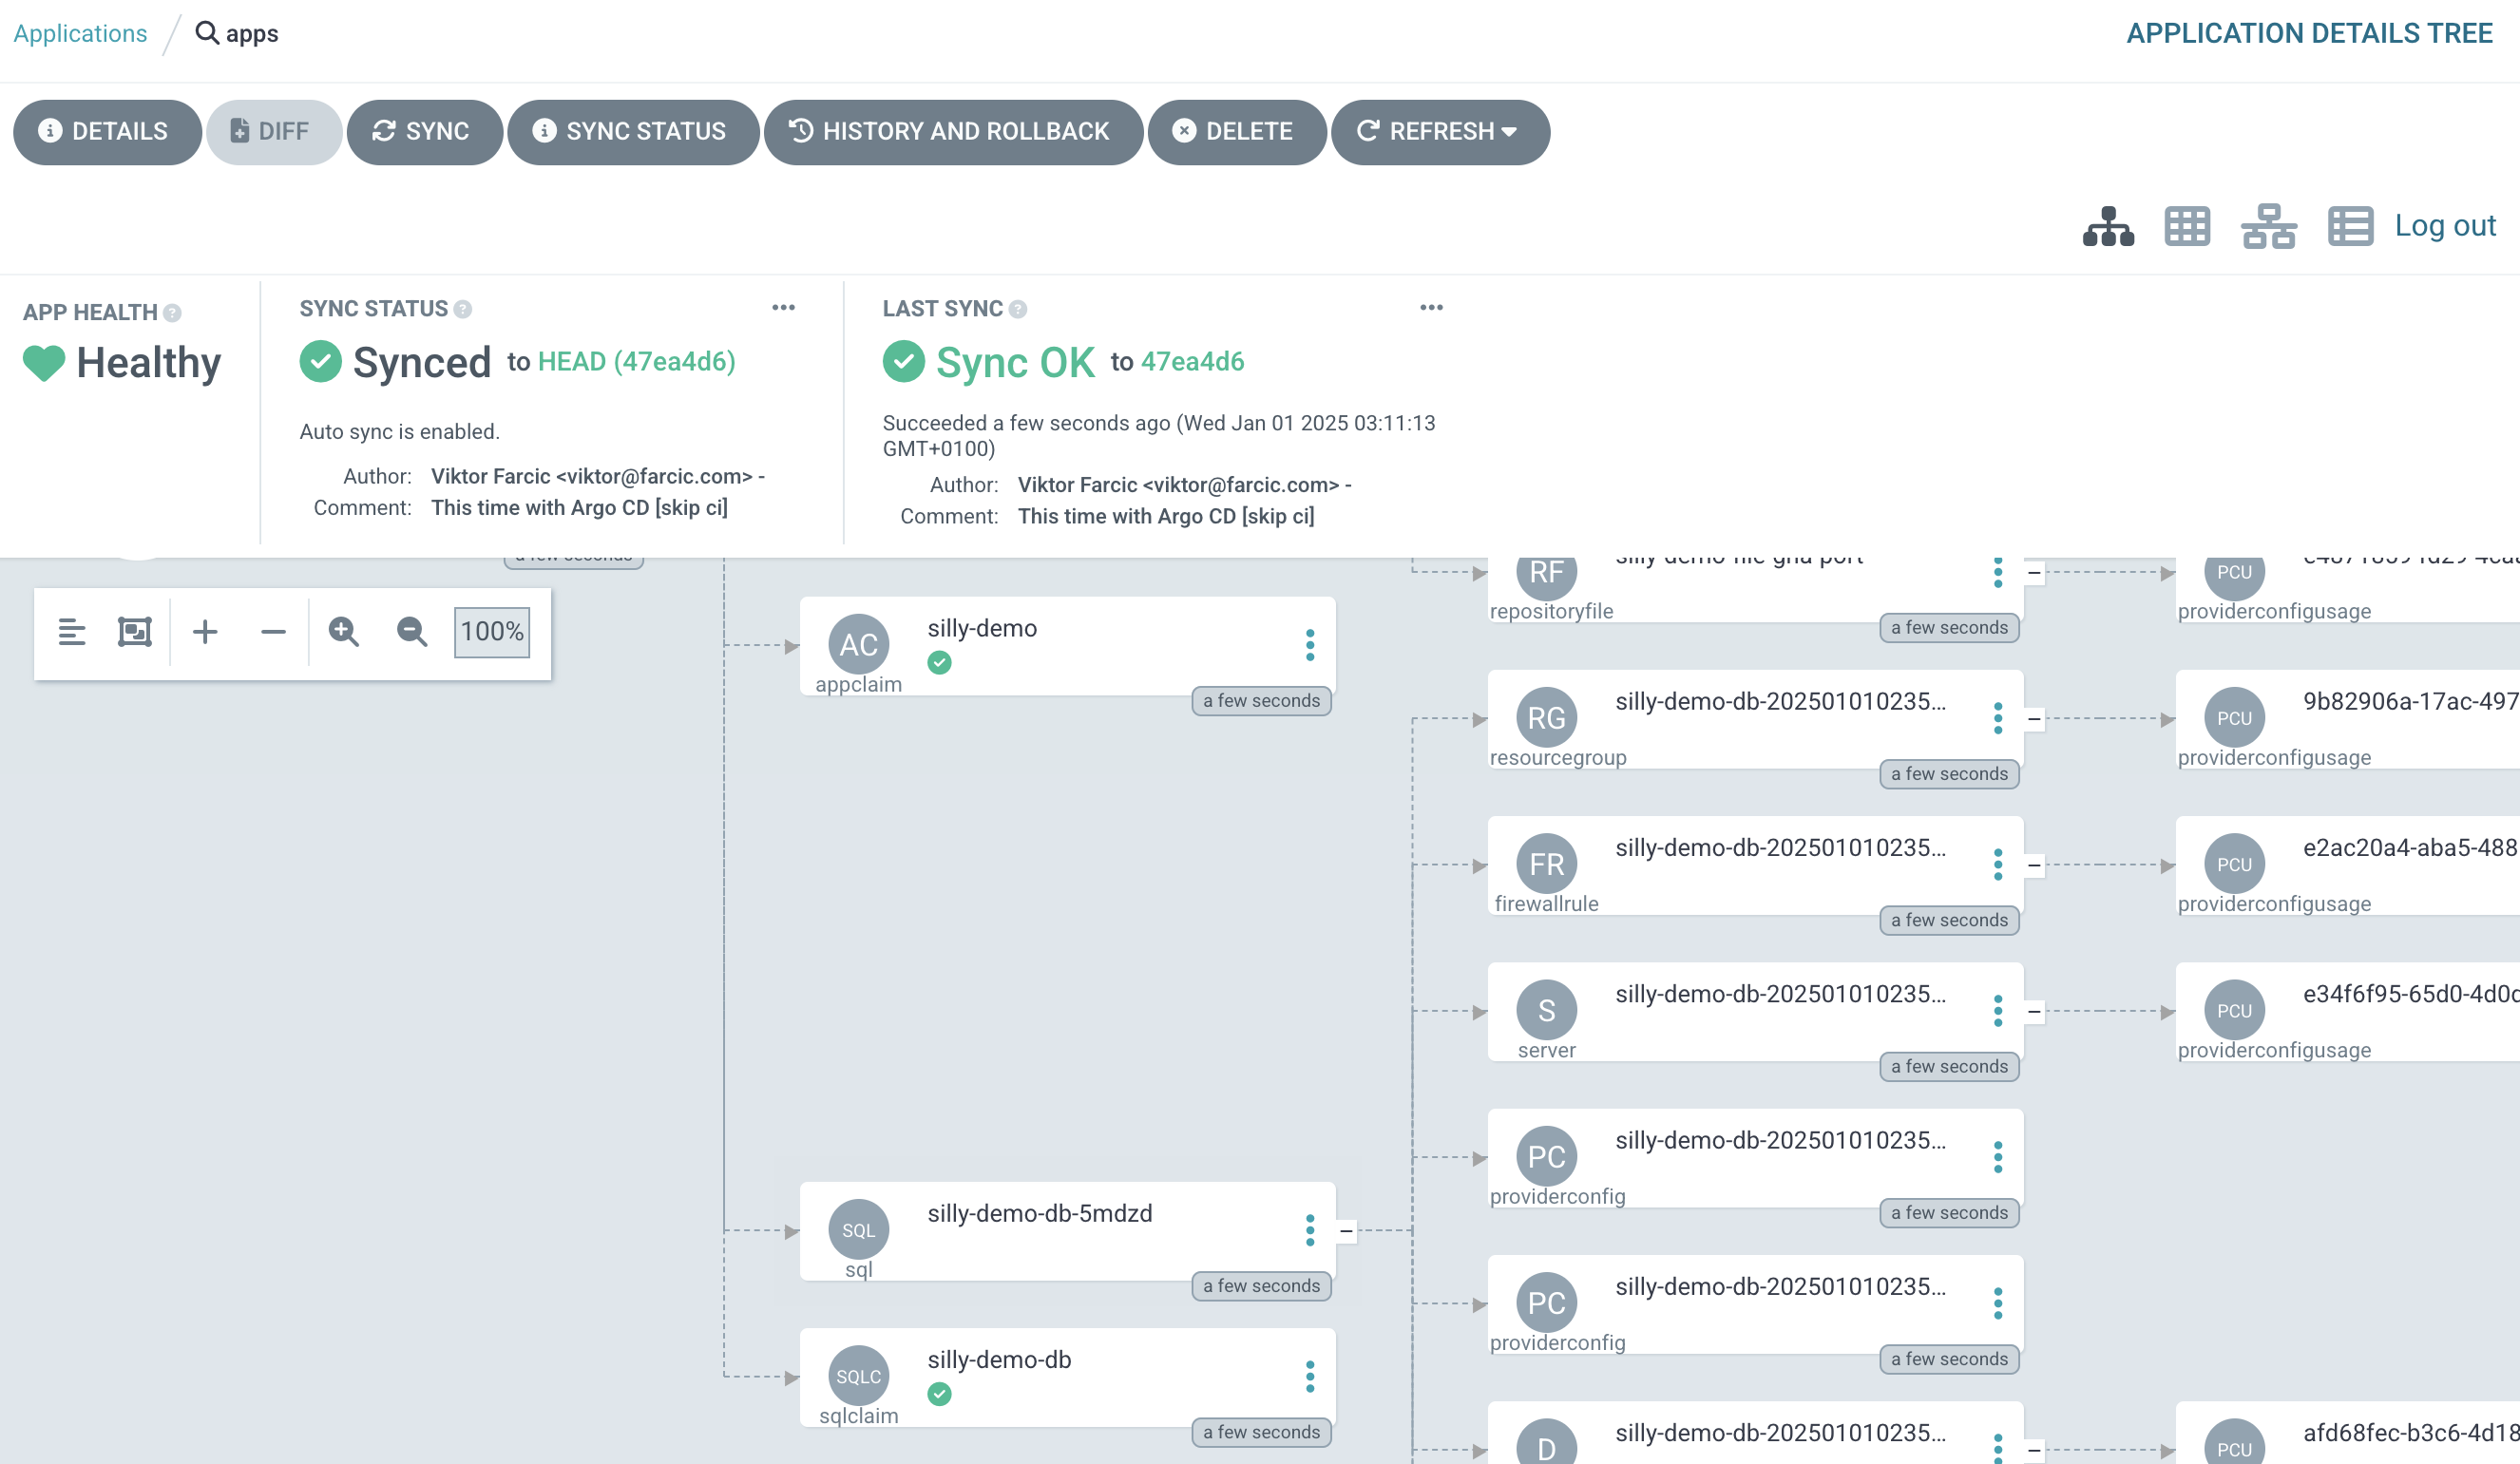 Applications / apps
APPLICATION DETAILS TREE
DETAILS
DIFF
SYNC
SYNC STATUS
HISTORY AND ROLLBACK
DELETE
REFRESH
Log out
APP HEALTH
Healthy
SYNC STATUS
Synced to HEAD (47ea4d6)
Auto sync is enabled.
Author: Viktor Farcic <viktor@farcic.com> -
Comment: This time with Argo CD [skip ci]
LAST SYNC
Sync OK to 47ea4d6
Succeeded a few seconds ago (Wed Jan 01 2025 03:11:13
GMT+0100)
Author: Viktor Farcic <viktor@farcic.com> -
Comment: This time with Argo CD [skip ci]
a few seconds
100%
AC
appclaim
silly-demo
a few seconds
SQL
sql
silly-demo-db-5mdzd
a few seconds
SQLC
sqlclaim
silly-demo-db
a few seconds
RF
repositoryfile
a few seconds
RG
resourcegroup
silly-demo-db-202501010235...
a few seconds
FR
firewallrule
silly-demo-db-202501010235...
a few seconds
S
server
silly-demo-db-202501010235...
a few seconds
PC
providerconfig
silly-demo-db-202501010235...
a few seconds
PC
providerconfig
silly-demo-db-202501010235...
a few seconds
D
silly-demo-db-202501010235...
PCU
providerconfigusage
PCU
providerconfigusage
9b82906a-17ac-497
PCU
providerconfigusage
e2ac20a4-aba5-488
PCU
providerconfigusage
e34f6f95-65d0-4d0
PCU
afd68fec-b3c6-4d18